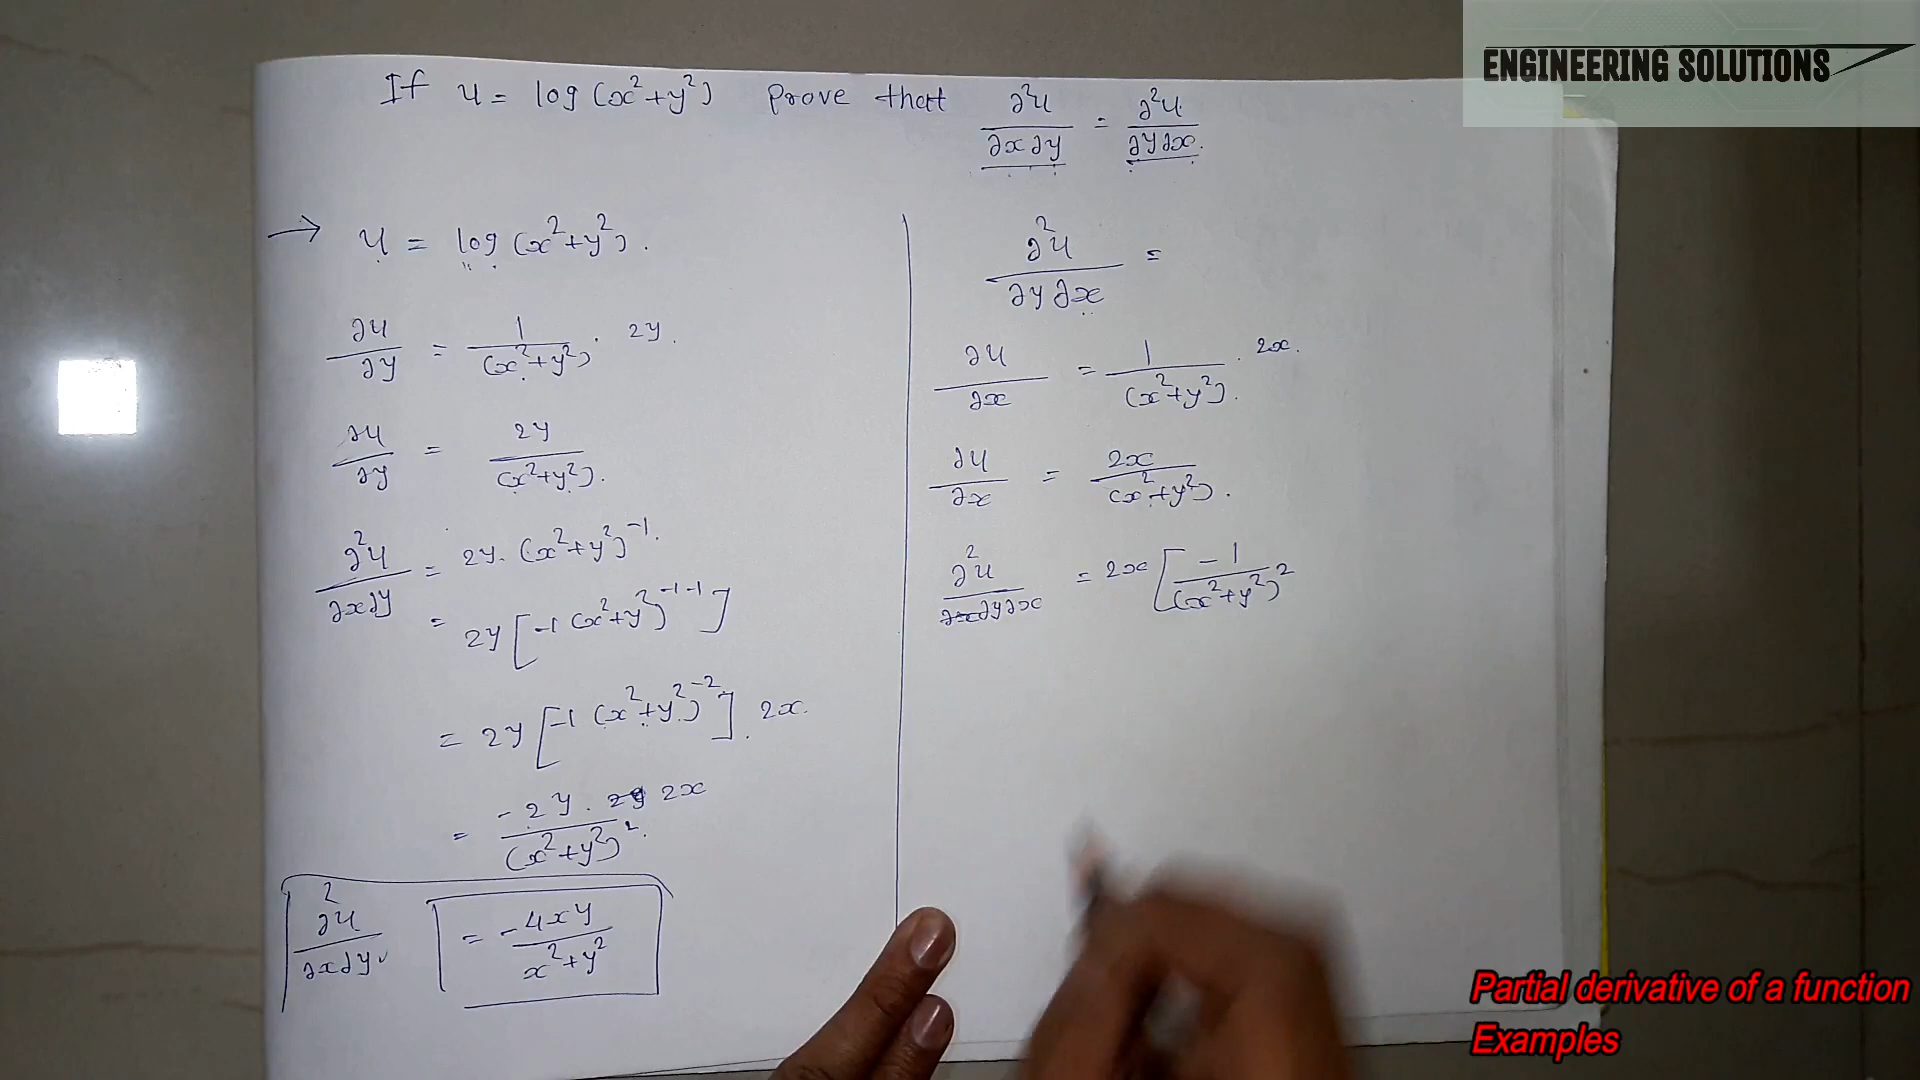 If u = log (x²+y²) prove that ∂²u/∂x∂y = ∂²u/∂y∂x.
→ u = log (x²+y²).
∂u/∂y = 1/(x²+y²) · 2y.
∂u/∂y = 2y/(x²+y²).
∂²u/∂x∂y = 2y. (x²+y²)⁻¹.
= 2y [-1 (x²+y²)⁻¹⁻¹]
= 2y [-1 (x²+y²)⁻²] . 2x.
= -2y . 2x/(x²+y²)².
∂²u/∂x∂y = -4xy/x²+y²
∂²u/∂y∂x =
∂u/∂x = 1/(x²+y²). · 2x.
∂u/∂x = 2x/(x²+y²).
∂²u/∂y∂x = 2x [-1/(x²+y²)²
ENGINEERING SOLUTIONS
Partial derivative of a function
Examples